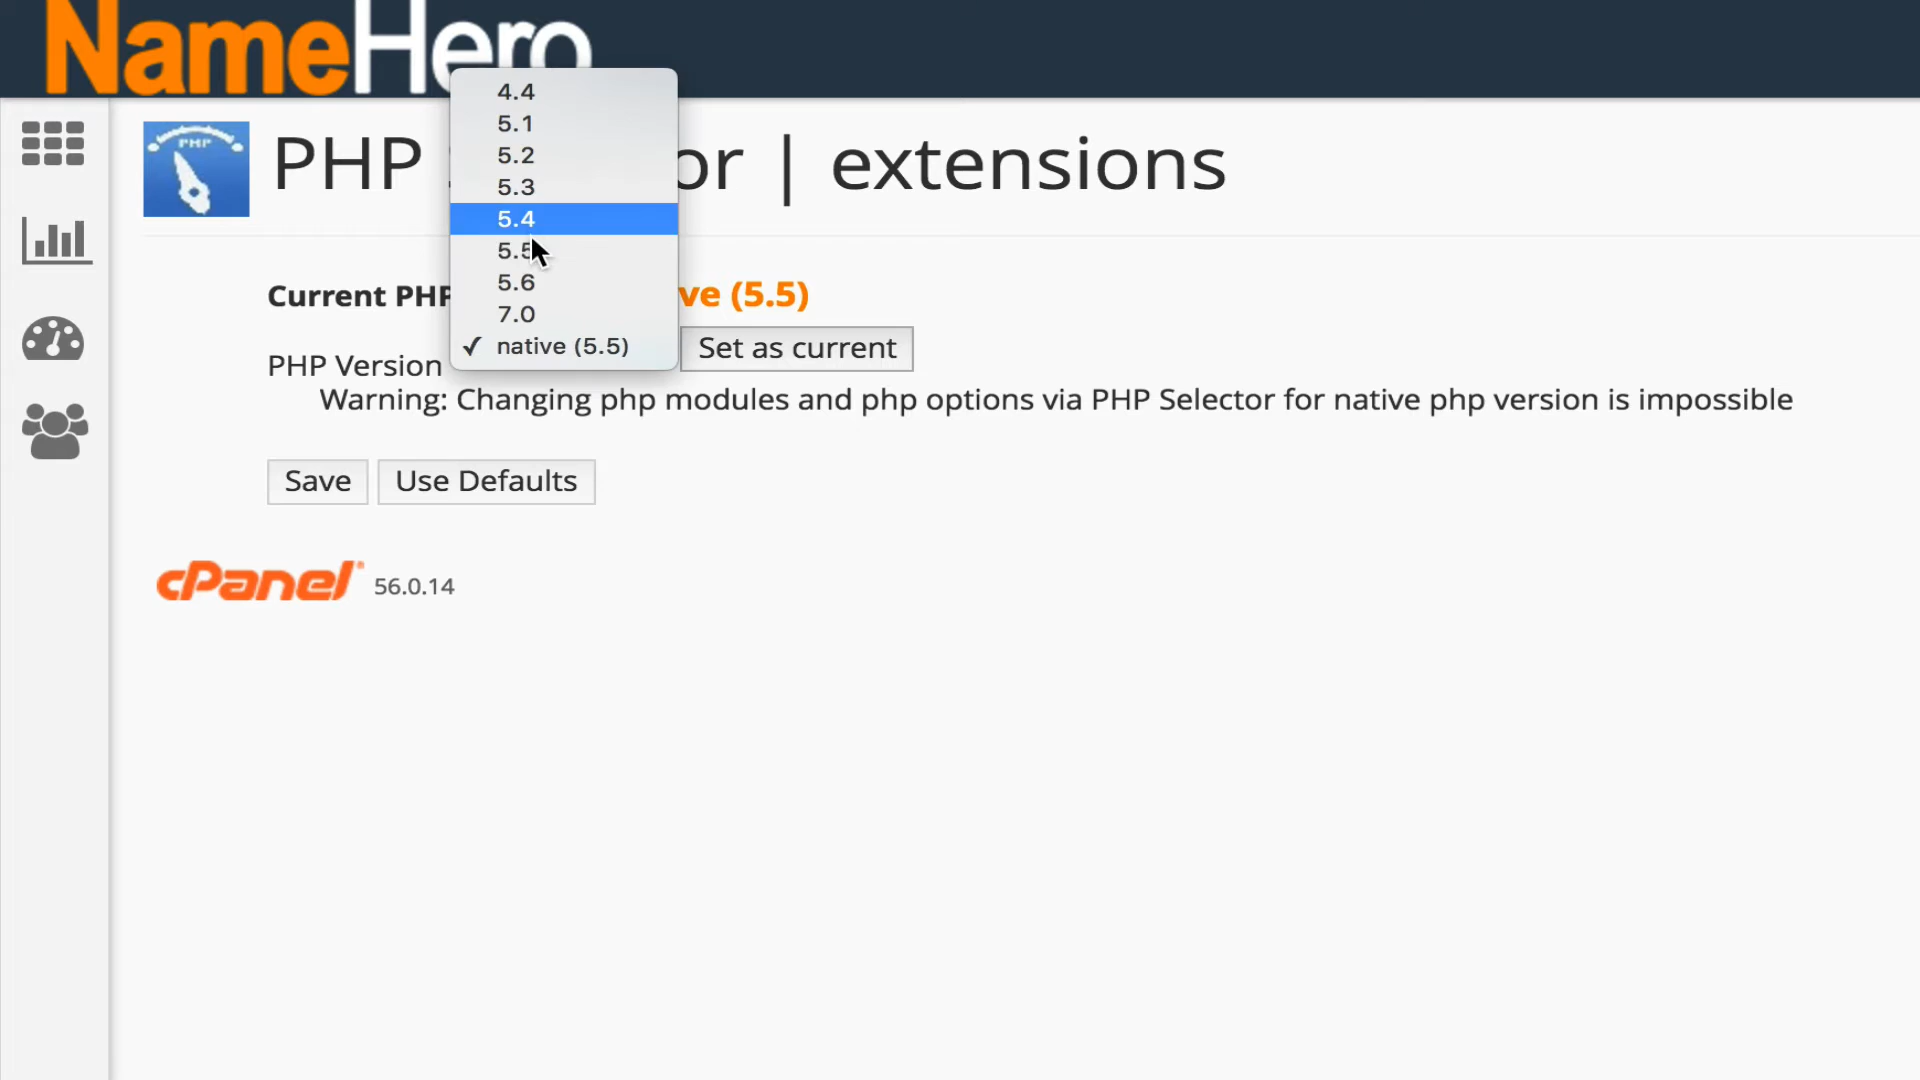 NameHero
4.4
5.1
5.2
5.3
5.4
5.5
5.6
7.0
✓ native (5.5)
PHP
PHP or | extensions
Current PHP ve (5.5)
PHP Version
Set as current
Warning: Changing php modules and php options via PHP Selector for native php version is impossible
Save
Use Defaults
cPanel 56.0.14